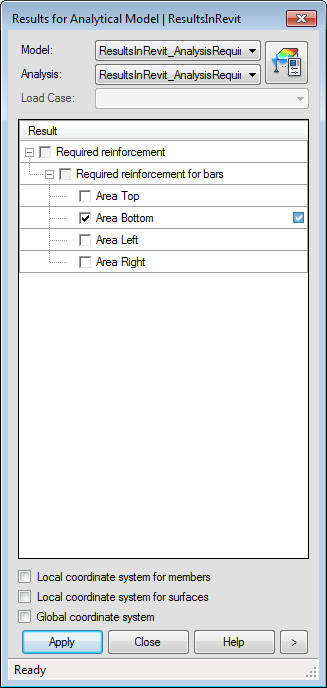 Results for Analytical Model | ResultsInRevit
Model: ResultsInRevit_AnalysisRequir
Analysis: ResultsInRevit_AnalysisRequir
Load Case:
Result
Required reinforcement
Required reinforcement for bars
Area Top
Area Bottom
Area Left
Area Right
Local coordinate system for members
Local coordinate system for surfaces
Global coordinate system
Apply Close Help >
Ready